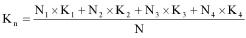 Kₙ = (N₁×K₁ + N₂×K₂ + N₃×K₃ + N₄×K₄) / N